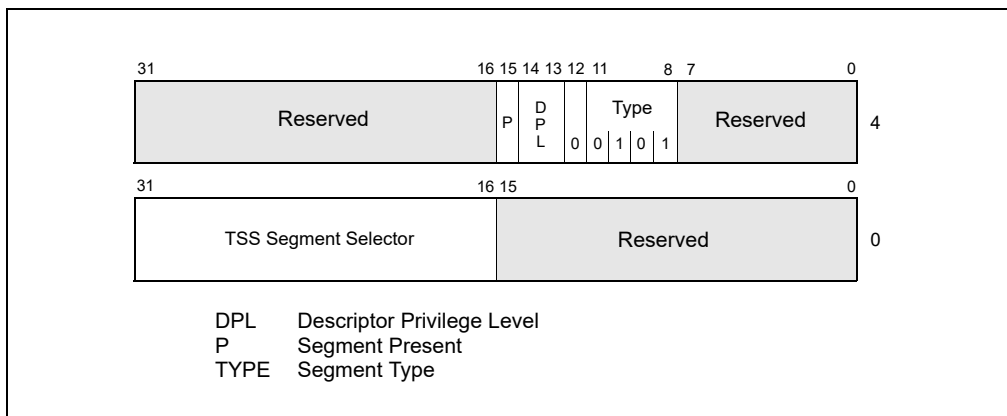 31 16 15 14 13 12 11 8 7 0
Reserved P DPL 0 Type 0 1 0 1 Reserved 4
31 16 15 0
TSS Segment Selector Reserved 0
DPL Descriptor Privilege Level
P Segment Present
TYPE Segment Type